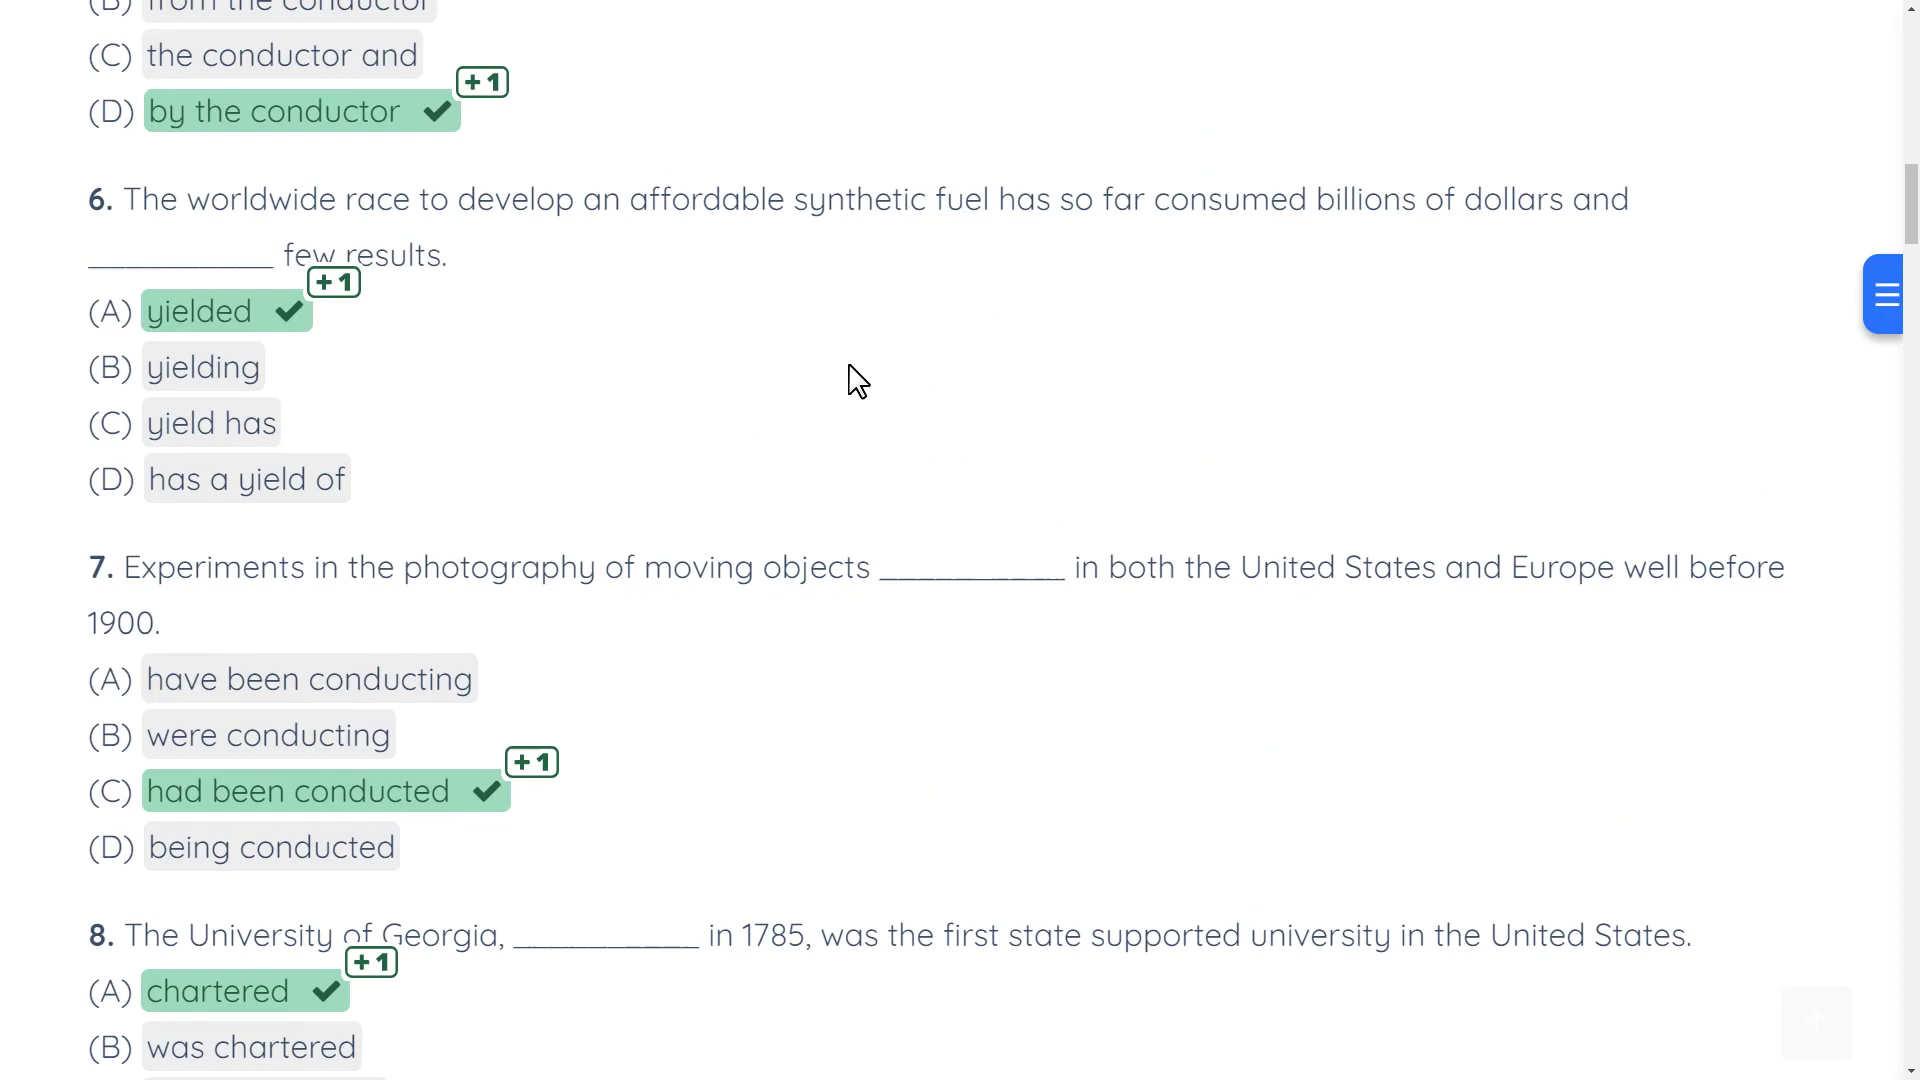 (B) from the conductor
(C) the conductor and
+1
(D) by the conductor ✔
6. The worldwide race to develop an affordable synthetic fuel has so far consumed billions of dollars and
__________ few results.
+1
(A) yielded ✔
(B) yielding
(C) yield has
(D) has a yield of
7. Experiments in the photography of moving objects __________ in both the United States and Europe well before
1900.
(A) have been conducting
(B) were conducting
+1
(C) had been conducted ✔
(D) being conducted
8. The University of Georgia, __________ in 1785, was the first state supported university in the United States.
+1
(A) chartered ✔
(B) was chartered